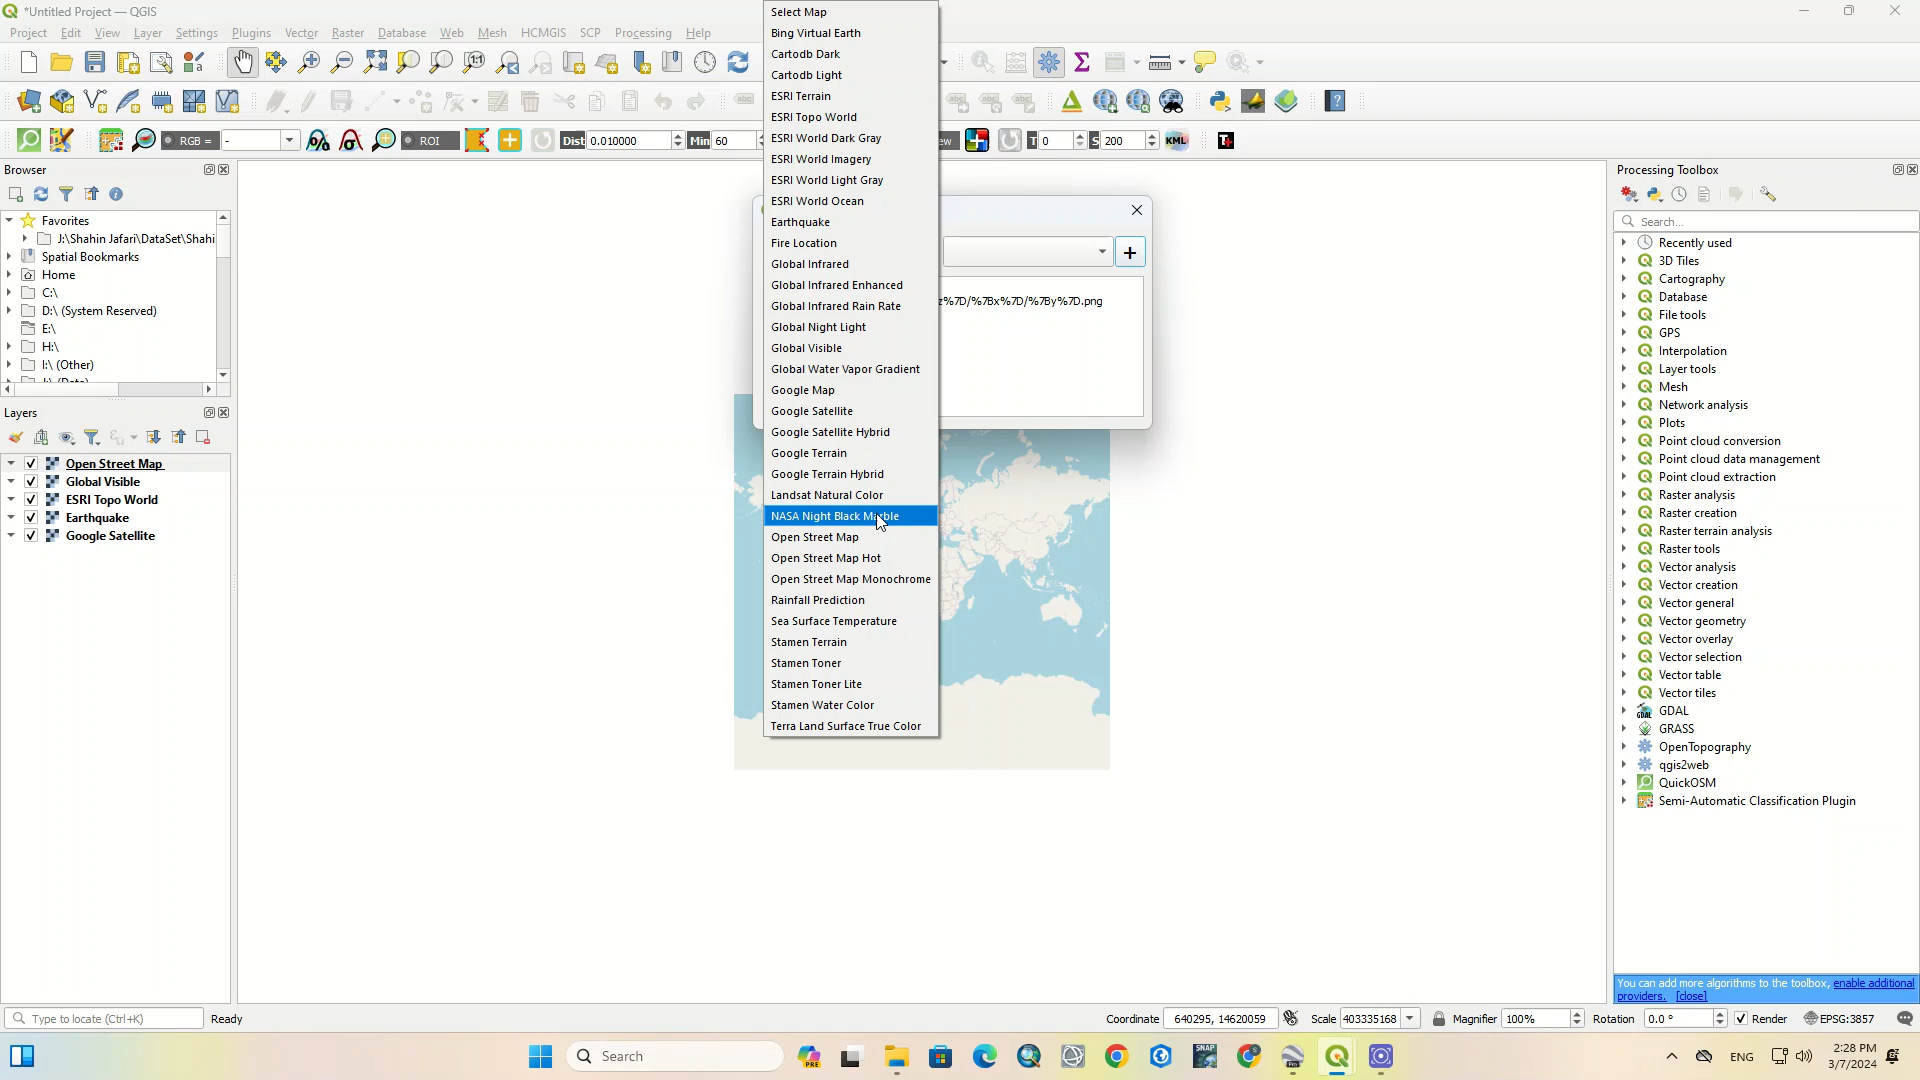 *Untitled Project — QGIS
Project Edit View Layer Settings Plugins Vector Raster Database Web Mesh HCMGIS SCP Processing Help
RGB = - ROI Dist 0.010000 Min 60 T 0 S 200 KML
Browser
Favorites
J:\Shahin Jafari\DataSet\Shahi
Spatial Bookmarks
Home
C:\
D:\ (System Reserved)
E:\
H:\
I:\ (Other)
Layers
Open Street Map
Global Visible
ESRI Topo World
Earthquake
Google Satellite
Select Map
Bing Virtual Earth
Cartodb Dark
Cartodb Light
ESRI Terrain
ESRI Topo World
ESRI World Dark Gray
ESRI World Imagery
ESRI World Light Gray
ESRI World Ocean
Earthquake
Fire Location
Global Infrared
Global Infrared Enhanced
Global Infrared Rain Rate
Global Night Light
Global Visible
Global Water Vapor Gradient
Google Map
Google Satellite
Google Satellite Hybrid
Google Terrain
Google Terrain Hybrid
Landsat Natural Color
NASA Night Black Marble
Open Street Map
Open Street Map Hot
Open Street Map Monochrome
Rainfall Prediction
Sea Surface Temperature
Stamen Terrain
Stamen Toner
Stamen Toner Lite
Stamen Water Color
Terra Land Surface True Color
z%7D/%7Bx%7D/%7By%7D.png
Processing Toolbox
Search...
Recently used
3D Tiles
Cartography
Database
File tools
GPS
Interpolation
Layer tools
Mesh
Network analysis
Plots
Point cloud conversion
Point cloud data management
Point cloud extraction
Raster analysis
Raster creation
Raster terrain analysis
Raster tools
Vector analysis
Vector creation
Vector general
Vector geometry
Vector overlay
Vector selection
Vector table
Vector tiles
GDAL
GRASS
OpenTopography
qgis2web
QuickOSM
Semi-Automatic Classification Plugin
You can add more algorithms to the toolbox, enable additional
providers. [close]
Type to locate (Ctrl+K) Ready Coordinate 640295, 14620059 Scale 403335168 Magnifier 100% Rotation 0.0 ° Render EPSG:3857
Search ENG 2:28 PM
3/7/2024